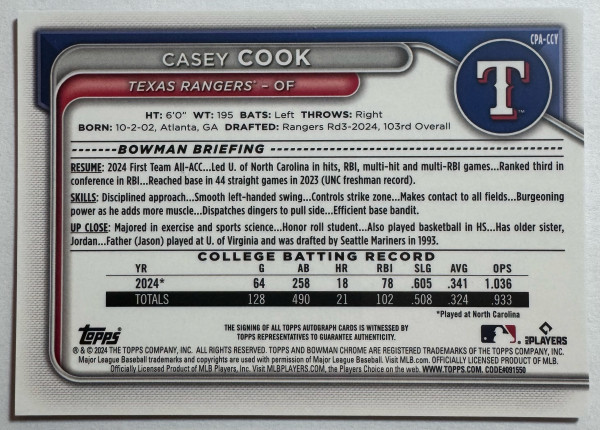 CPA-CCY
CASEY COOK
TEXAS RANGERS™ – OF
T
HT: 6'0" WT: 195 BATS: Left THROWS: Right
BORN: 10-2-02, Atlanta, GA DRAFTED: Rangers Rd3-2024, 103rd Overall
BOWMAN BRIEFING
RESUME: 2024 First Team All-ACC...Led U. of North Carolina in hits, RBI, multi-hit and multi-RBI games...Ranked third in
conference in RBI...Reached base in 44 straight games in 2023 (UNC freshman record).
SKILLS: Disciplined approach...Smooth left-handed swing...Controls strike zone...Makes contact to all fields...Burgeoning
power as he adds more muscle...Dispatches dingers to pull side...Efficient base bandit.
UP CLOSE: Majored in exercise and sports science...Honor roll student...Also played basketball in HS...Has older sister,
Jordan...Father (Jason) played at U. of Virginia and was drafted by Seattle Mariners in 1993.
COLLEGE BATTING RECORD
YR G AB HR RBI SLG AVG OPS
2024* 64 258 18 78 .605 .341 1.036
TOTALS 128 490 21 102 .508 .324 .933
*Played at North Carolina
Topps
THE SIGNING OF ALL TOPPS AUTOGRAPH CARDS IS WITNESSED BY
TOPPS REPRESENTATIVES TO GUARANTEE AUTHENTICITY.
MLB PLAYERS
® & © 2024 THE TOPPS COMPANY, INC. ALL RIGHTS RESERVED. TOPPS AND BOWMAN CHROME ARE REGISTERED TRADEMARKS OF THE TOPPS COMPANY, INC.
Major League Baseball trademarks and copyrights are used with permission of Major League Baseball. Visit MLB.com. OFFICIALLY LICENSED PRODUCT OF MLB.
Officially Licensed Product of MLB Players, Inc. Visit MLBPLAYERS.com, the Players Choice on the web. WWW.TOPPS.COM. CODE#091550